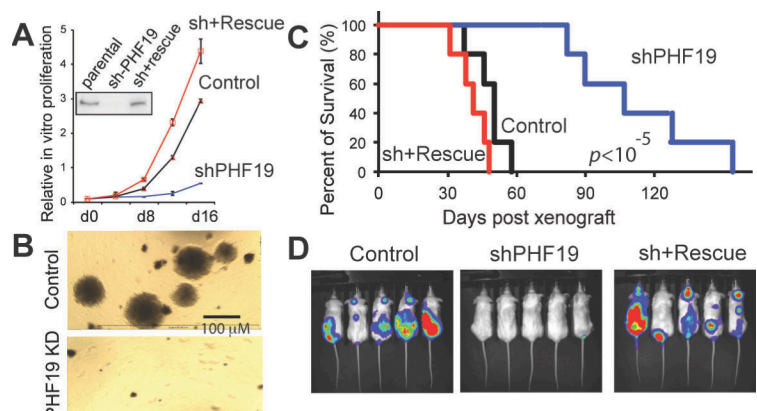 A
Relative in vitro proliferation
5
4
3
2
1
0
parental
sh-PHF19
sh+rescue
sh+Rescue
Control
shPHF19
d0
d8
d16
B
Control
100 μM
PHF19 KD
C
Percent of Survival (%)
100
80
60
40
20
0
shPHF19
Control
sh+Rescue
p<10
-5
0
30
60
90
120
Days post xenograft
D
Control
shPHF19
sh+Rescue